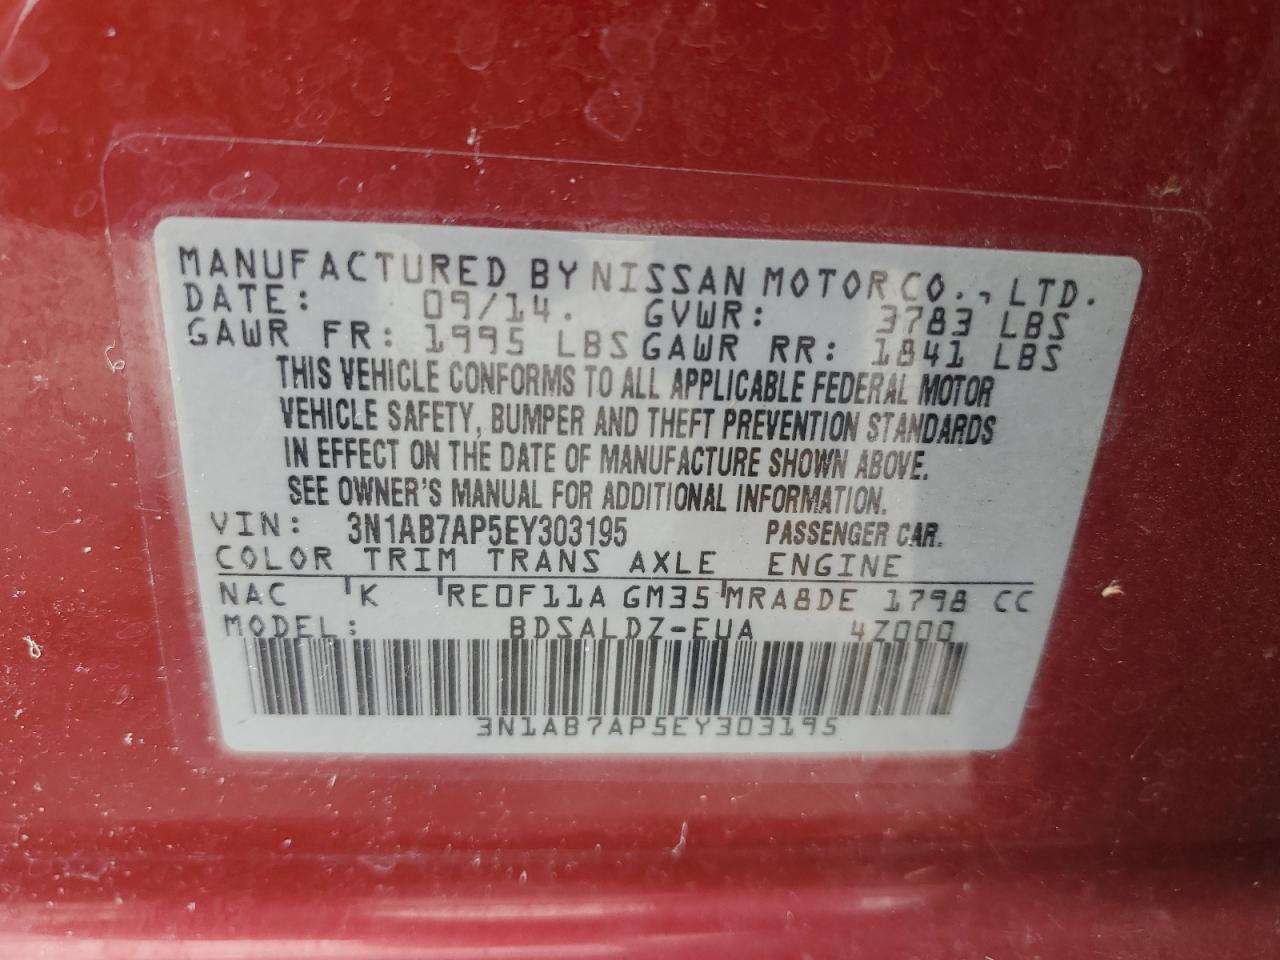 MANUFACTURED BY NISSAN MOTOR CO., LTD.
DATE: 09/14. GVWR: 3783 LBS
GAWR FR: 1995 LBS GAWR RR: 1841 LBS
THIS VEHICLE CONFORMS TO ALL APPLICABLE FEDERAL MOTOR
VEHICLE SAFETY, BUMPER AND THEFT PREVENTION STANDARDS
IN EFFECT ON THE DATE OF MANUFACTURE SHOWN ABOVE.
SEE OWNER'S MANUAL FOR ADDITIONAL INFORMATION.
VIN: 3N1AB7AP5EY303195 PASSENGER CAR.
COLOR TRIM TRANS AXLE ENGINE
NAC K RE0F11A GM35 MRA8DE 1798 CC
MODEL: BDSALDZ-EUA 4Z000
3N1AB7AP5EY303195